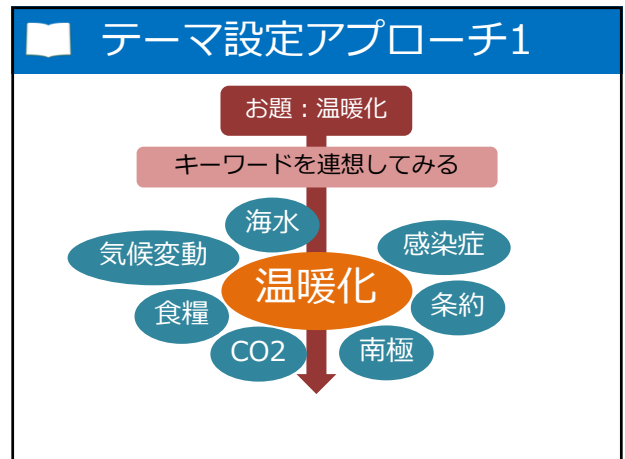 テーマ設定アプローチ1
お題：温暖化
キーワードを連想してみる
海水
気候変動
感染症
温暖化
食糧
条約
CO2
南極